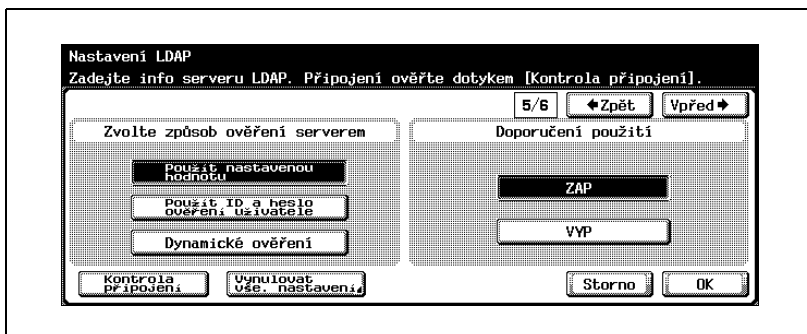 Nastavení LDAP
Zadejte info serveru LDAP. Připojení ověřte dotykem [Kontrola připojení].
5/6 ←Zpět Vpřed→
Zvolte způsob ověření serverem
Doporučení použití
Použít nastavenou
hodnotu
Použít ID a heslo
ověření uživatele
Dynamické ověření
ZAP
VYP
Kontrola
připojení
Vynulovat
vše. nastavení
Storno OK